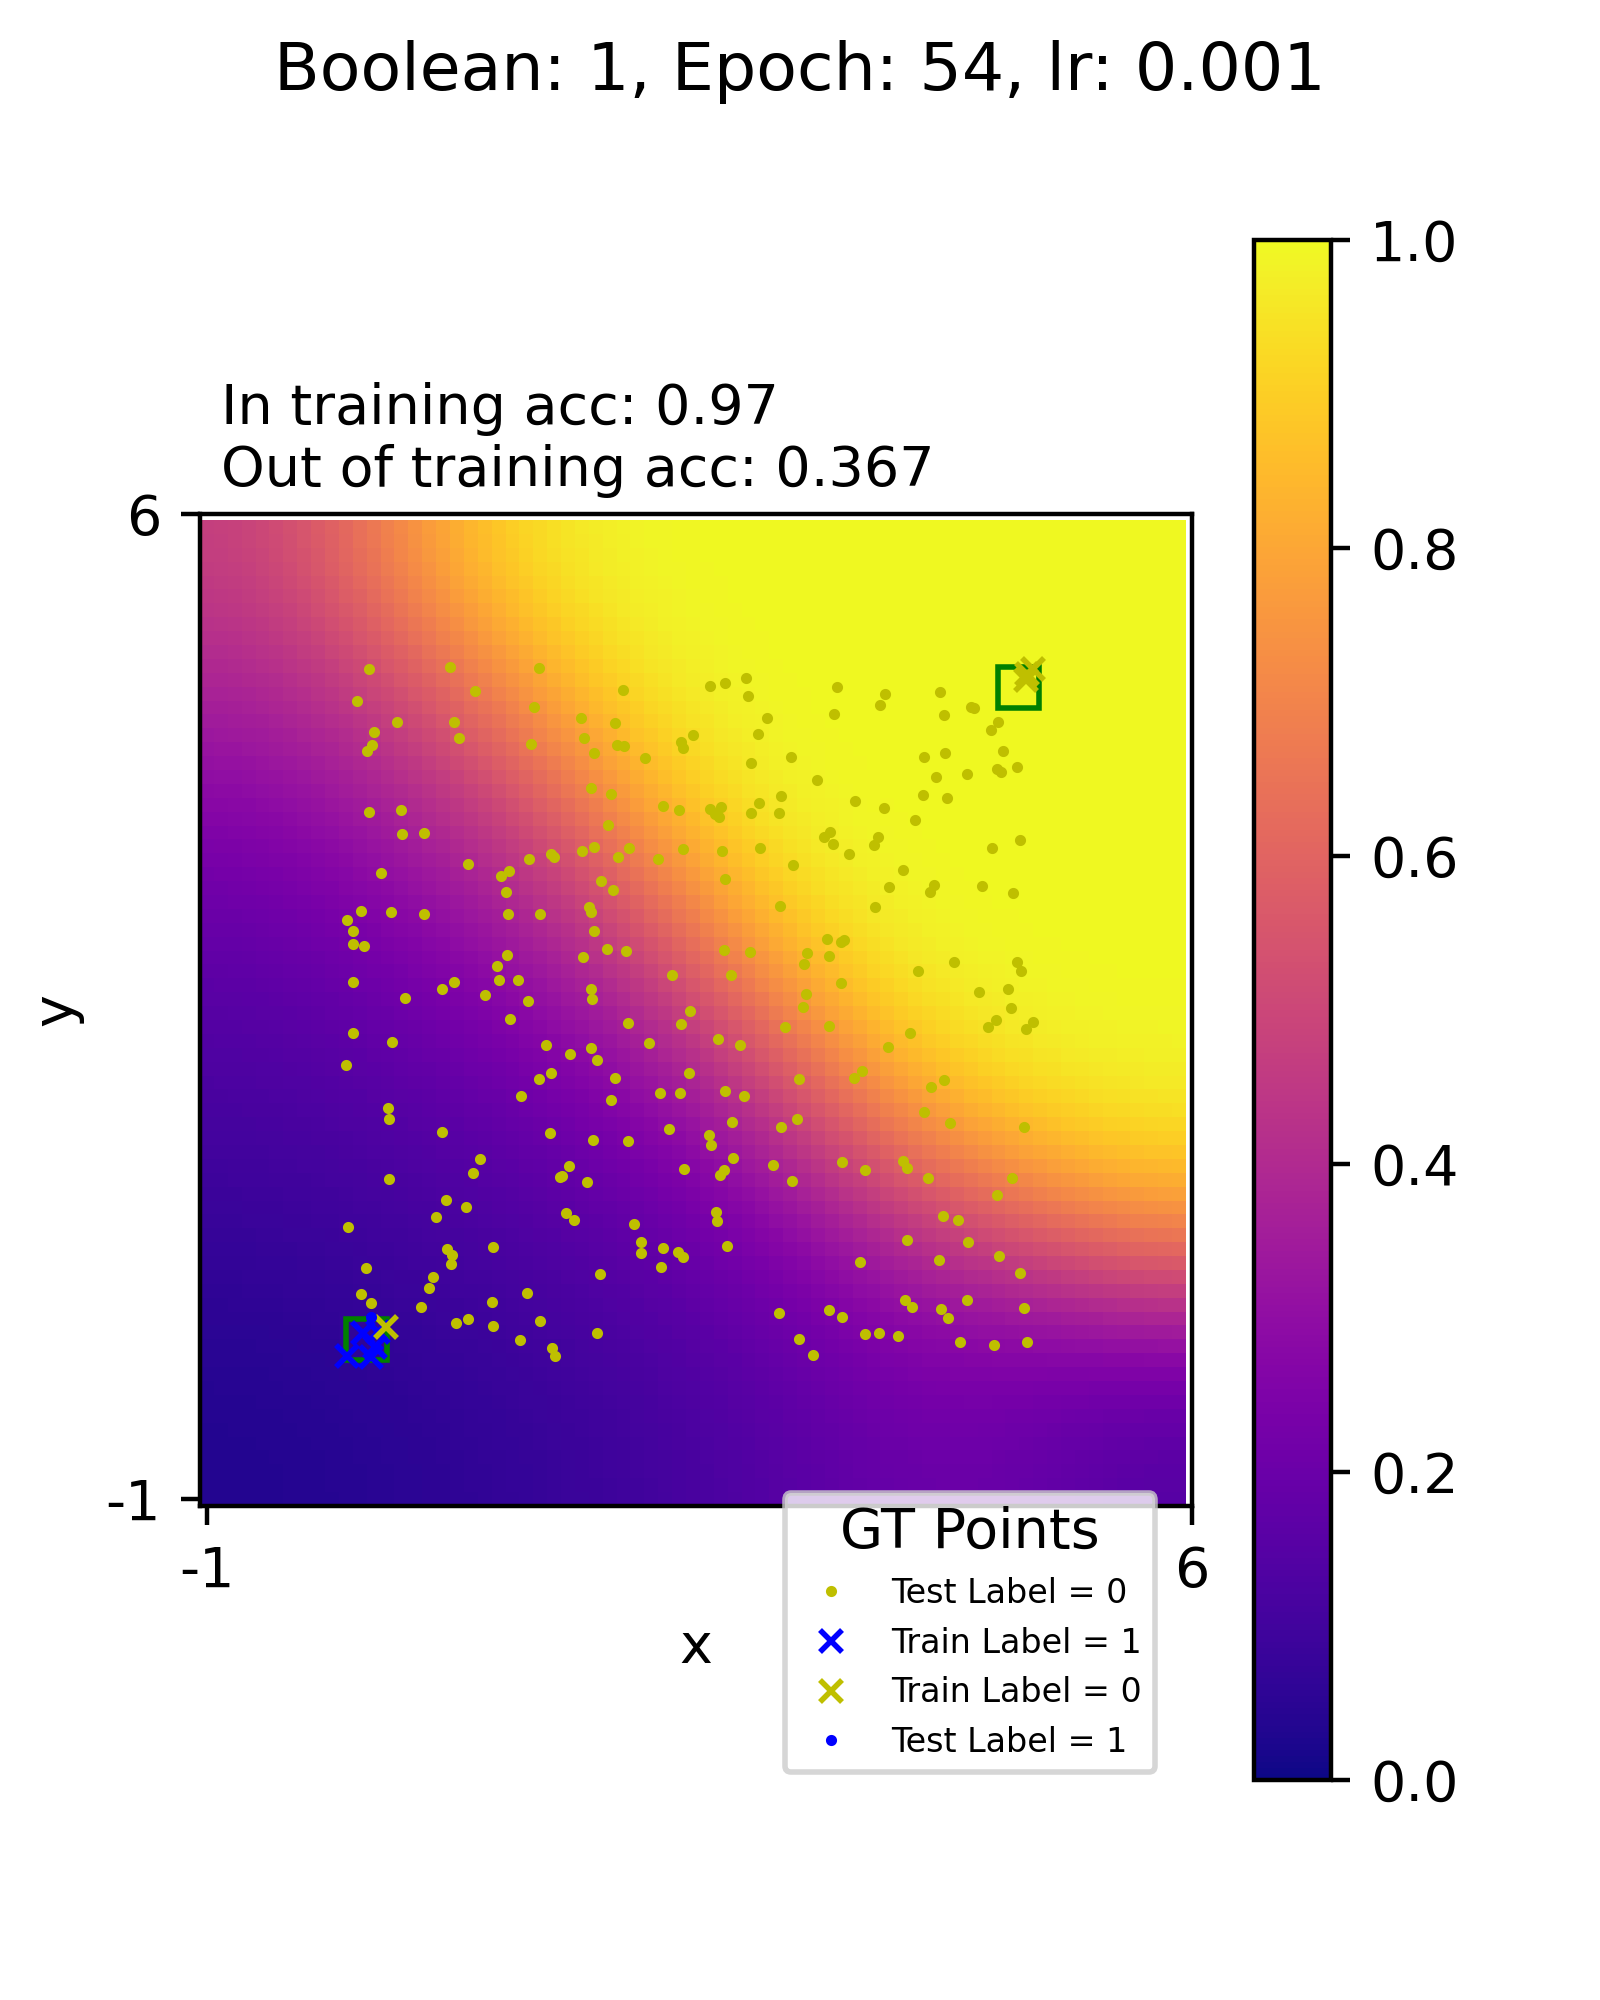 Boolean: 1, Epoch: 54, lr: 0.001
In training acc: 0.97
Out of training acc: 0.367
6
y
-1
-1
6
x
GT Points
Test Label = 0
Train Label = 1
Train Label = 0
Test Label = 1
1.0
0.8
0.6
0.4
0.2
0.0